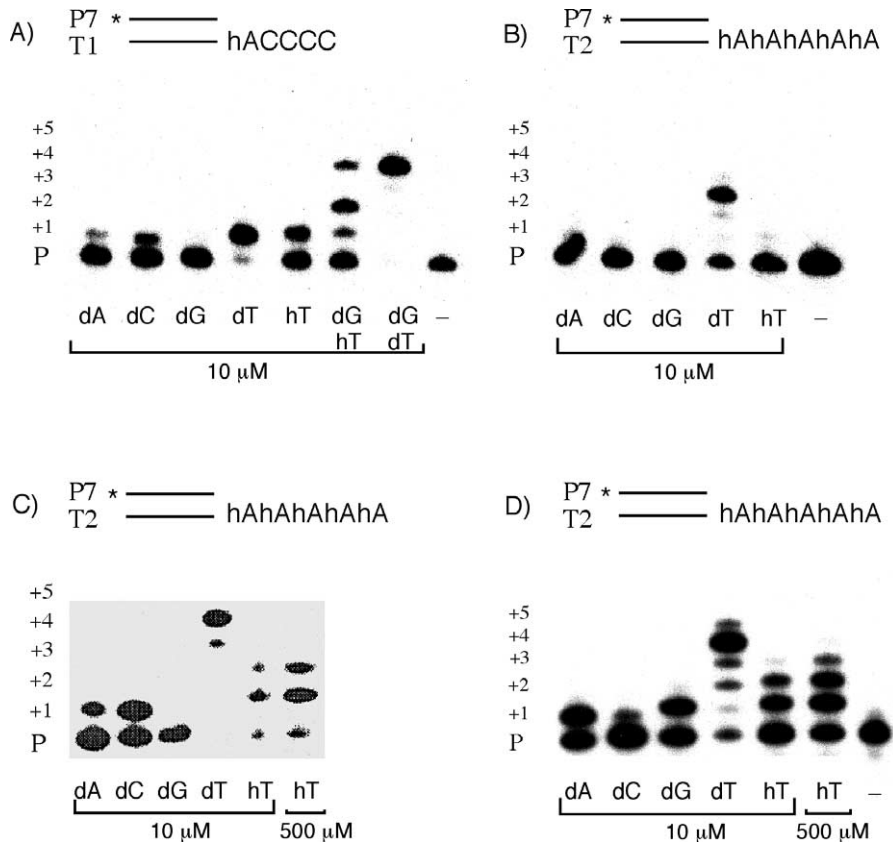 A) P7 *
T1 hACCCC
+5
+4
+3
+2
+1
P
dA dC dG dT hT dG dG –
hT dT
10 μM
B) P7 *
T2 hAhAhAhAhA
+5
+4
+3
+2
+1
P
dA dC dG dT hT –
10 μM
C) P7 *
T2 hAhAhAhAhA
+5
+4
+3
+2
+1
P
dA dC dG dT hT hT
10 μM 500 μM
D) P7 *
T2 hAhAhAhAhA
+5
+4
+3
+2
+1
P
dA dC dG dT hT hT –
10 μM 500 μM